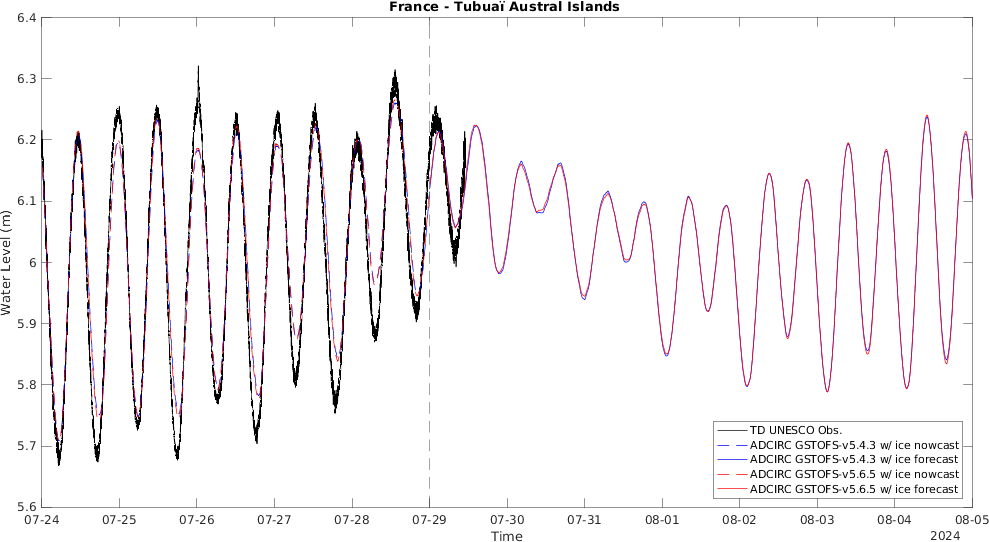 France - Tubuaï Austral Islands
6.4
6.3
6.2
6.1
6
5.9
5.8
5.7
5.6
Water Level (m)
TD UNESCO Obs.
ADCIRC GSTOFS-v5.4.3 w/ ice nowcast
ADCIRC GSTOFS-v5.4.3 w/ ice forecast
ADCIRC GSTOFS-v5.6.5 w/ ice nowcast
ADCIRC GSTOFS-v5.6.5 w/ ice forecast
07-24 07-25 07-26 07-27 07-28 07-29 07-30 07-31 08-01 08-02 08-03 08-04 08-05
Time
2024